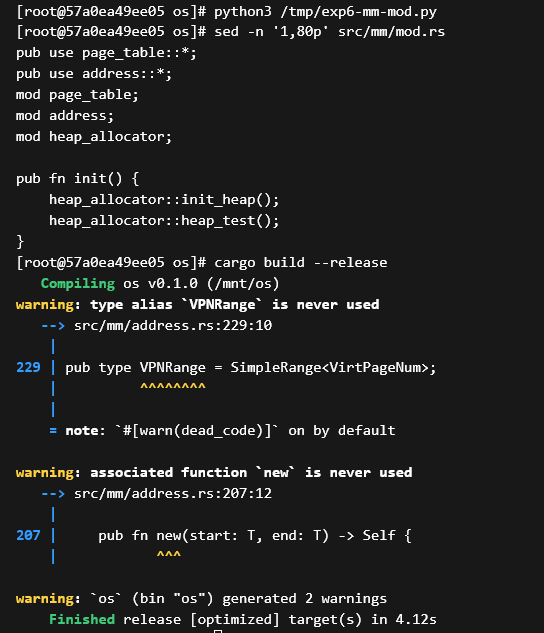 [root@57a0ea49ee05 os]# python3 /tmp/exp6-mm-mod.py
[root@57a0ea49ee05 os]# sed -n '1,80p' src/mm/mod.rs
pub use page_table::*;
pub use address::*;
mod page_table;
mod address;
mod heap_allocator;

pub fn init() {
    heap_allocator::init_heap();
    heap_allocator::heap_test();
}
[root@57a0ea49ee05 os]# cargo build --release
   Compiling os v0.1.0 (/mnt/os)
warning: type alias `VPNRange` is never used
   --> src/mm/address.rs:229:10
    |
229 | pub type VPNRange = SimpleRange<VirtPageNum>;
    |          ^^^^^^^^
    |
    = note: `#[warn(dead_code)]` on by default

warning: associated function `new` is never used
   --> src/mm/address.rs:207:12
    |
207 |     pub fn new(start: T, end: T) -> Self {
    |            ^^^

warning: `os` (bin "os") generated 2 warnings
    Finished release [optimized] target(s) in 4.12s